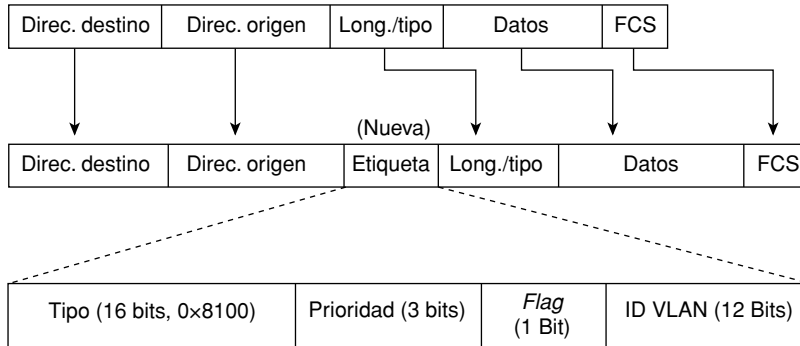 Direc. destino Direc. origen Long./tipo Datos FCS
(Nueva)
Direc. destino Direc. origen Etiqueta Long./tipo Datos FCS
Tipo (16 bits, 0×8100) Prioridad (3 bits) Flag (1 Bit) ID VLAN (12 Bits)